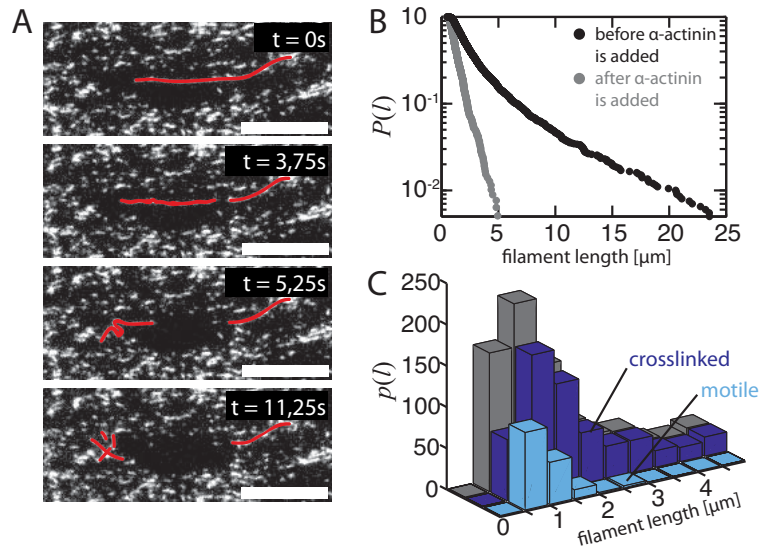 A
t = 0s
t = 3,75s
t = 5,25s
t = 11,25s
B
P(l)
10
10⁻¹
10⁻²
0
5
10
15
20
25
filament length [μm]
before α-actinin
is added
after α-actinin
is added
C
p(l)
250
200
150
100
50
0
0
1
2
3
4
filament length [μm]
crosslinked
motile